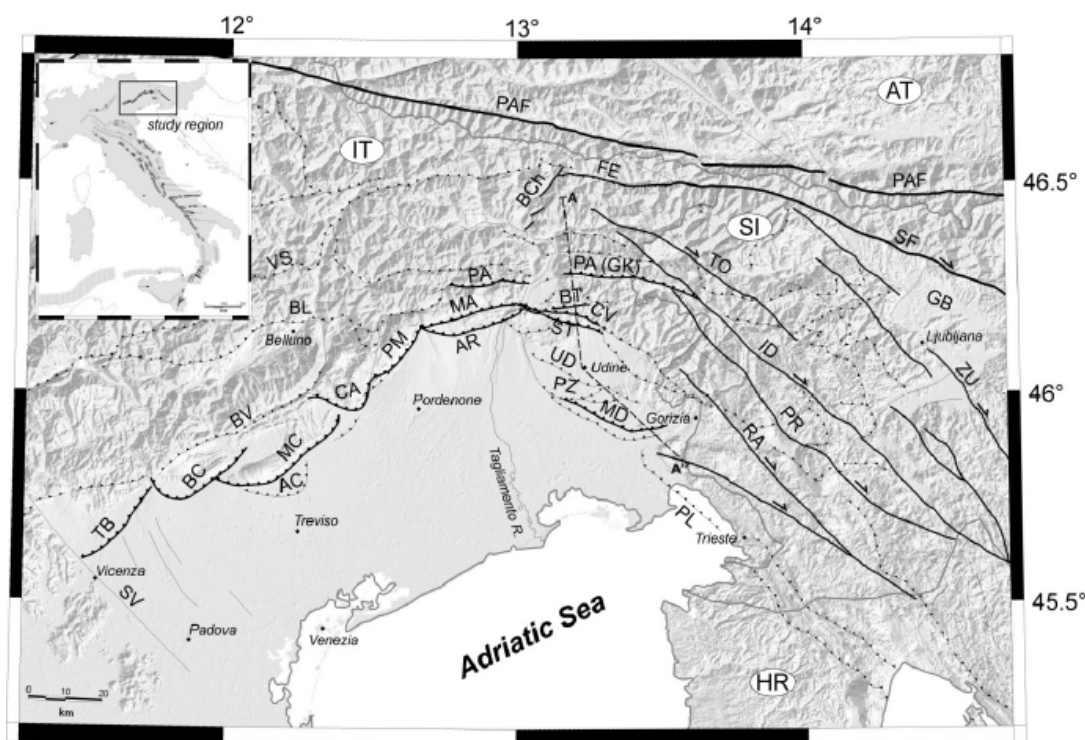 12°
13°
14°
study region
IT
AT
PAF
PAF
FE
BCh
A
SI
46.5°
SF
VS
PA
PA (GK)
TO
GB
BL
Belluno
MA
BT
CV
ST
AR
PM
ID
Ljubljana
ZU
UD
Udine
46°
CA
Pordenone
PZ
MD
Gorizia
PR
BV
MC
RA
BC
AC
A'
Tagliamento R.
TB
Treviso
PL
Trieste
Vicenza
SV
45.5°
Padova
Venezia
Adriatic Sea
HR
0 10 20
km